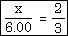 x/6.00 = 2/3